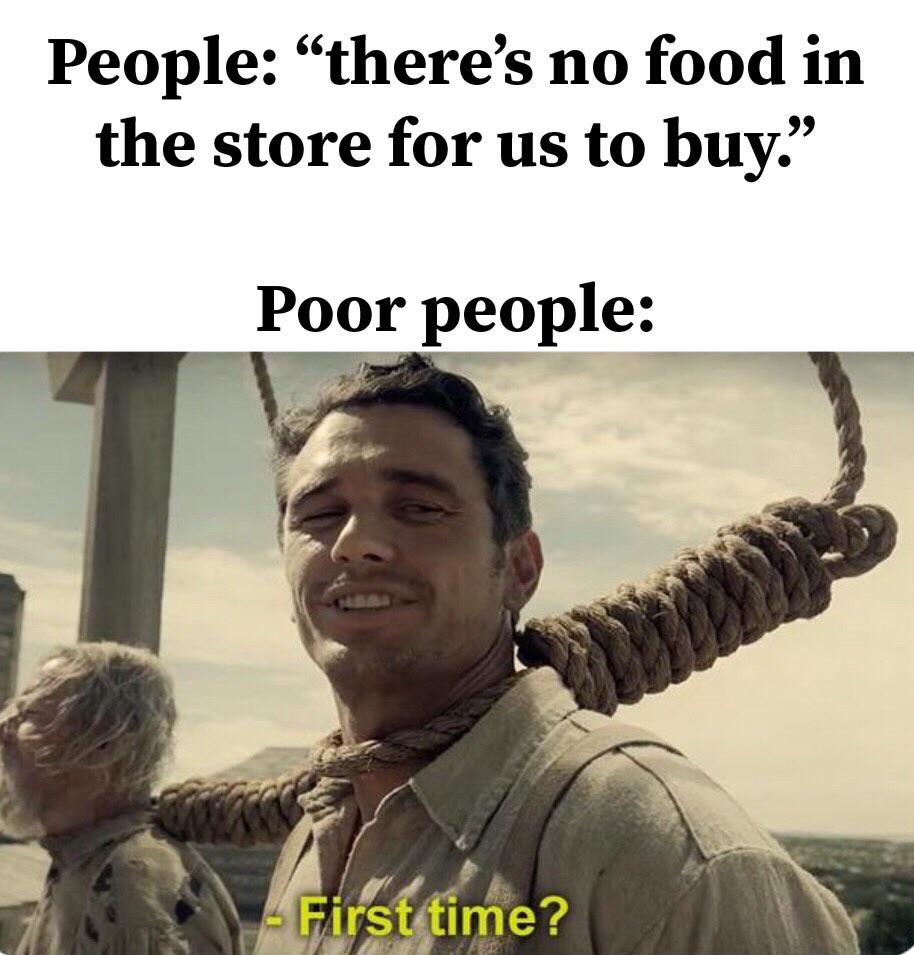 People: “there’s no food in
the store for us to buy.”
Poor people:
- First time?